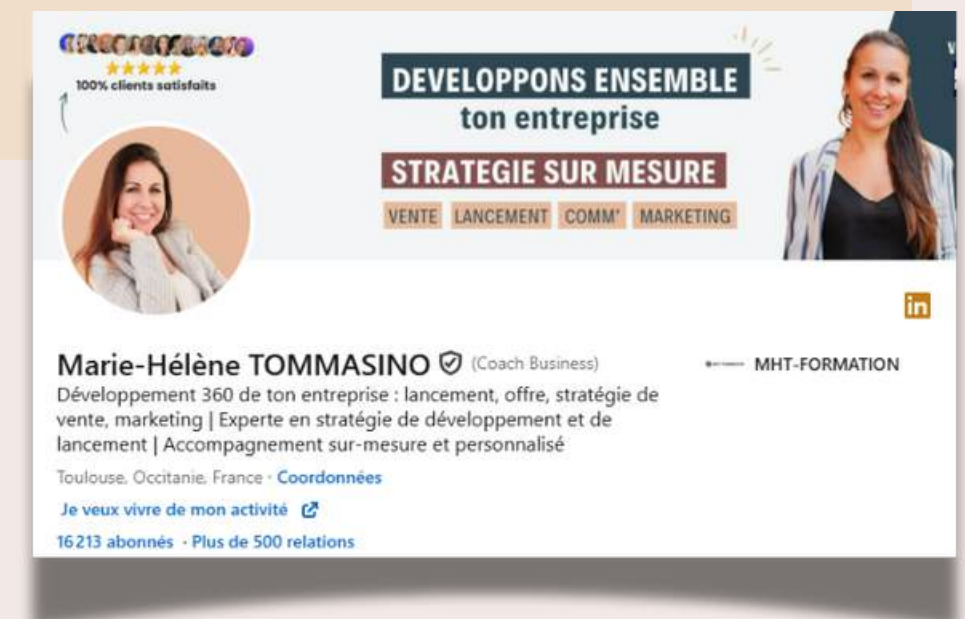 100% clients satisfaits
DEVELOPPONS ENSEMBLE
ton entreprise
STRATEGIE SUR MESURE
VENTE LANCEMENT COMM' MARKETING
in
Marie-Hélène TOMMASINO (Coach Business)
MHT-FORMATION
Développement 360 de ton entreprise : lancement, offre, stratégie de
vente, marketing | Experte en stratégie de développement et de
lancement | Accompagnement sur-mesure et personnalisé
Toulouse, Occitanie, France · Coordonnées
Je veux vivre de mon activité
16 213 abonnés · Plus de 500 relations